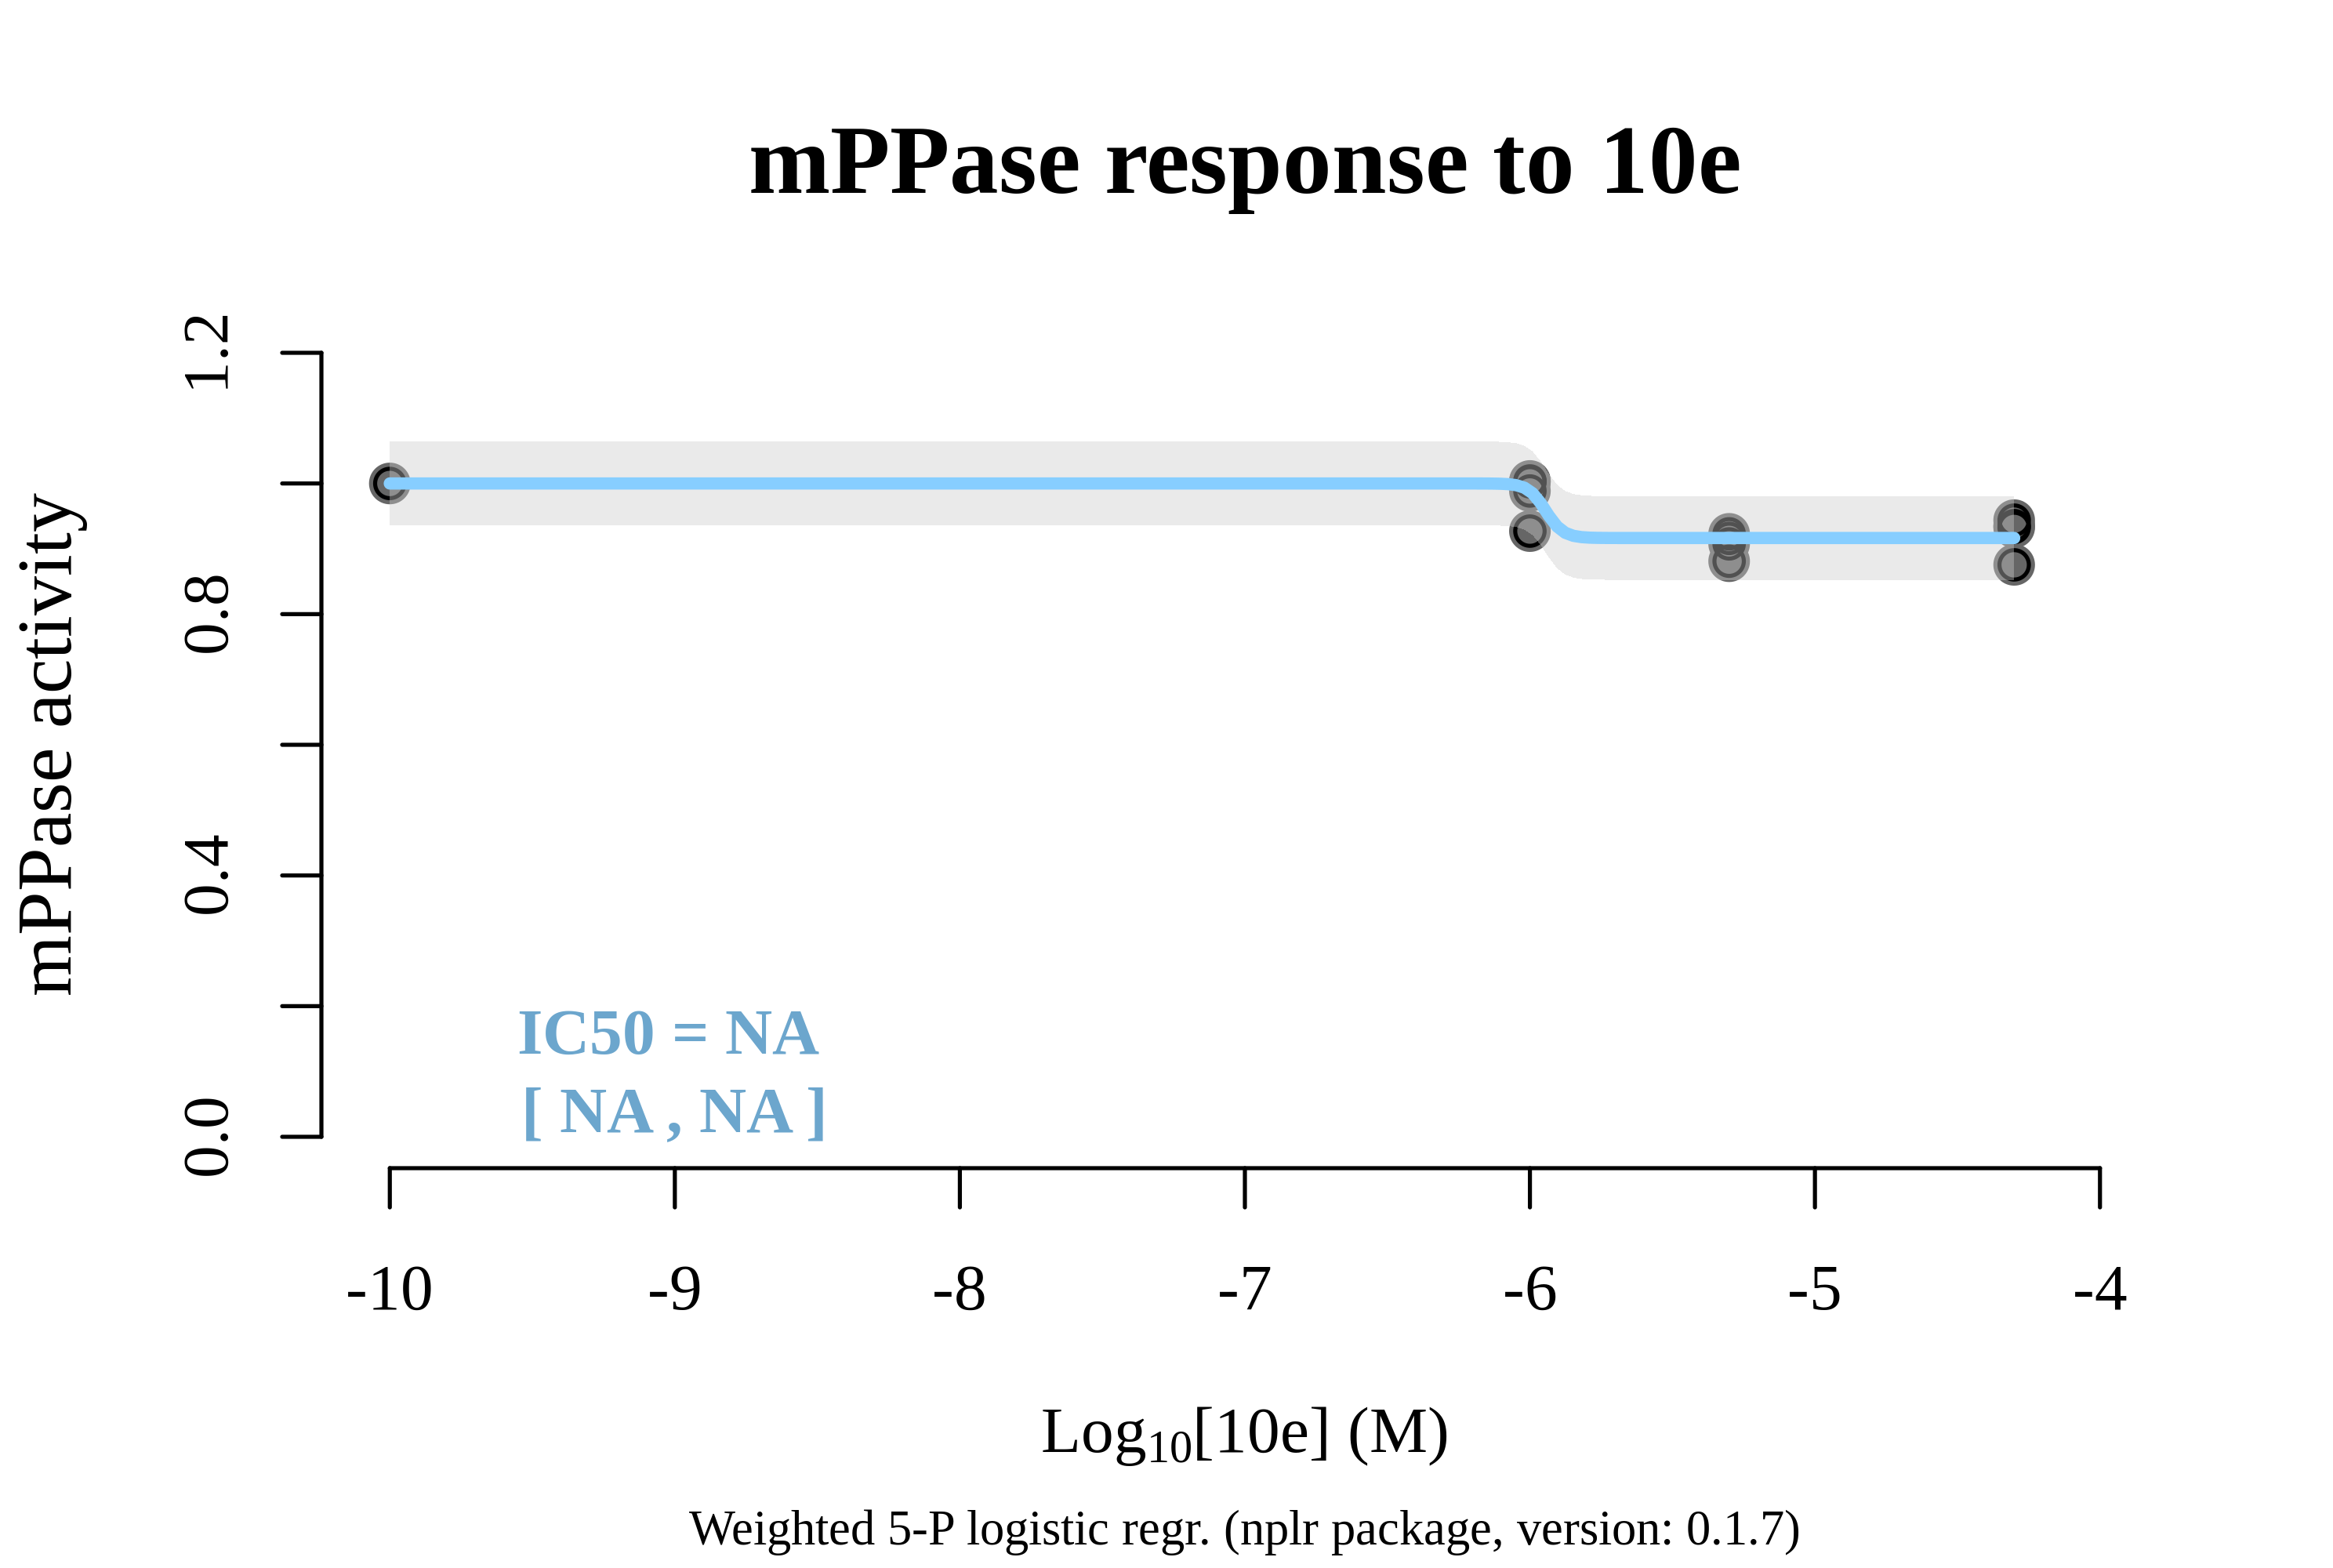 mPPase response to 10e
mPPase activity
1.2
0.8
0.4
0.0
IC50 = NA
[ NA , NA ]
-10 -9 -8 -7 -6 -5 -4
Log10[10e] (M)
Weighted 5-P logistic regr. (nplr package, version: 0.1.7)